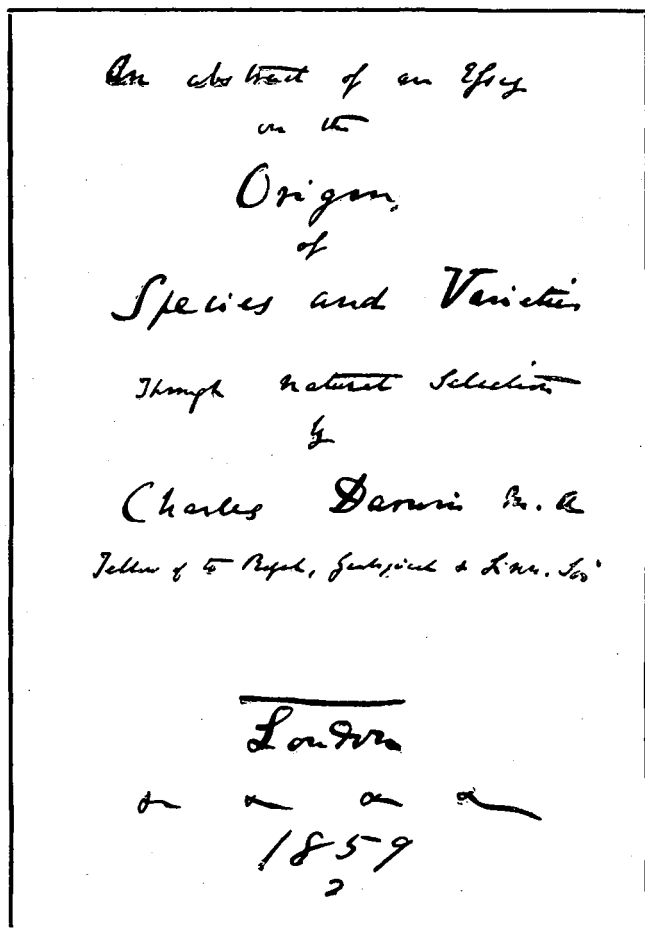 An abstract of an Essay
on the
Origin
of
Species and Varieties
Through natural Selection
by
Charles Darwin M. A
Fellow of the Royal, Geological & Linn. Soc
London
&c &c &c &c
1859
2